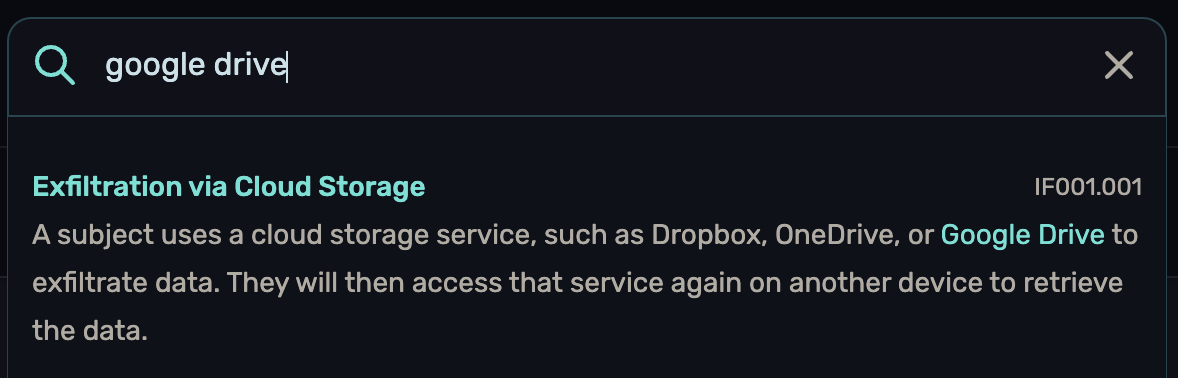 google drive
Exfiltration via Cloud Storage IF001.001
A subject uses a cloud storage service, such as Dropbox, OneDrive, or Google Drive to
exfiltrate data. They will then access that service again on another device to retrieve
the data.